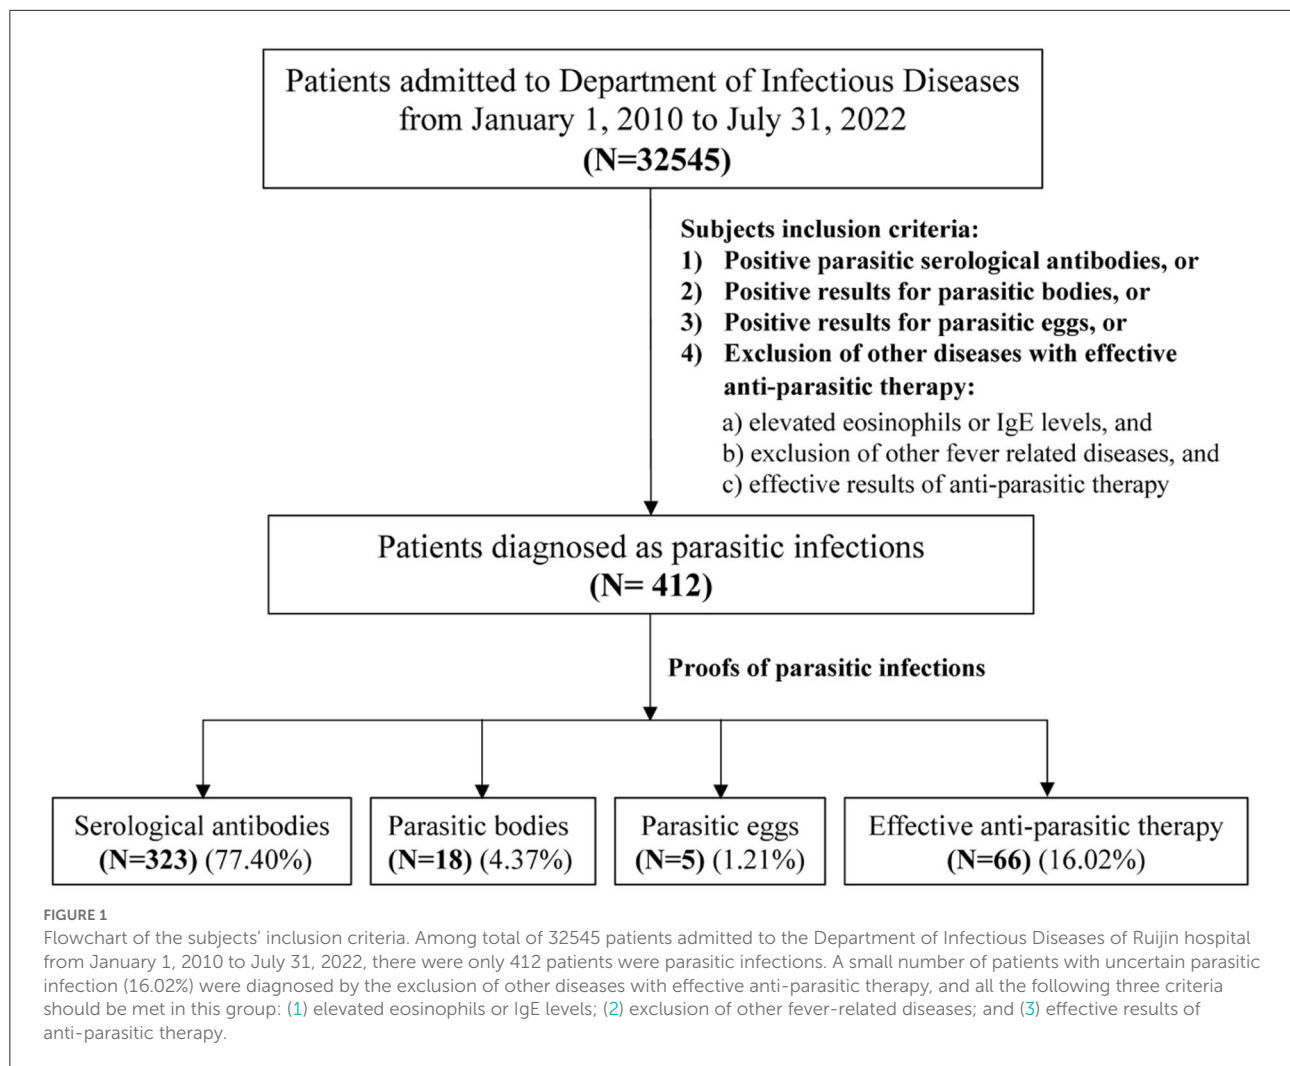 Patients admitted to Department of Infectious Diseases
from January 1, 2010 to July 31, 2022
(N=32545)
Subjects inclusion criteria:
1) Positive parasitic serological antibodies, or
2) Positive results for parasitic bodies, or
3) Positive results for parasitic eggs, or
4) Exclusion of other diseases with effective
anti-parasitic therapy:
a) elevated eosinophils or IgE levels, and
b) exclusion of other fever related diseases, and
c) effective results of anti-parasitic therapy
Patients diagnosed as parasitic infections
(N= 412)
Proofs of parasitic infections
Serological antibodies
(N=323) (77.40%)
Parasitic bodies
(N=18) (4.37%)
Parasitic eggs
(N=5) (1.21%)
Effective anti-parasitic therapy
(N=66) (16.02%)
FIGURE 1
Flowchart of the subjects' inclusion criteria. Among total of 32545 patients admitted to the Department of Infectious Diseases of Ruijin hospital
from January 1, 2010 to July 31, 2022, there were only 412 patients were parasitic infections. A small number of patients with uncertain parasitic
infection (16.02%) were diagnosed by the exclusion of other diseases with effective anti-parasitic therapy, and all the following three criteria
should be met in this group: (1) elevated eosinophils or IgE levels; (2) exclusion of other fever-related diseases; and (3) effective results of
anti-parasitic therapy.